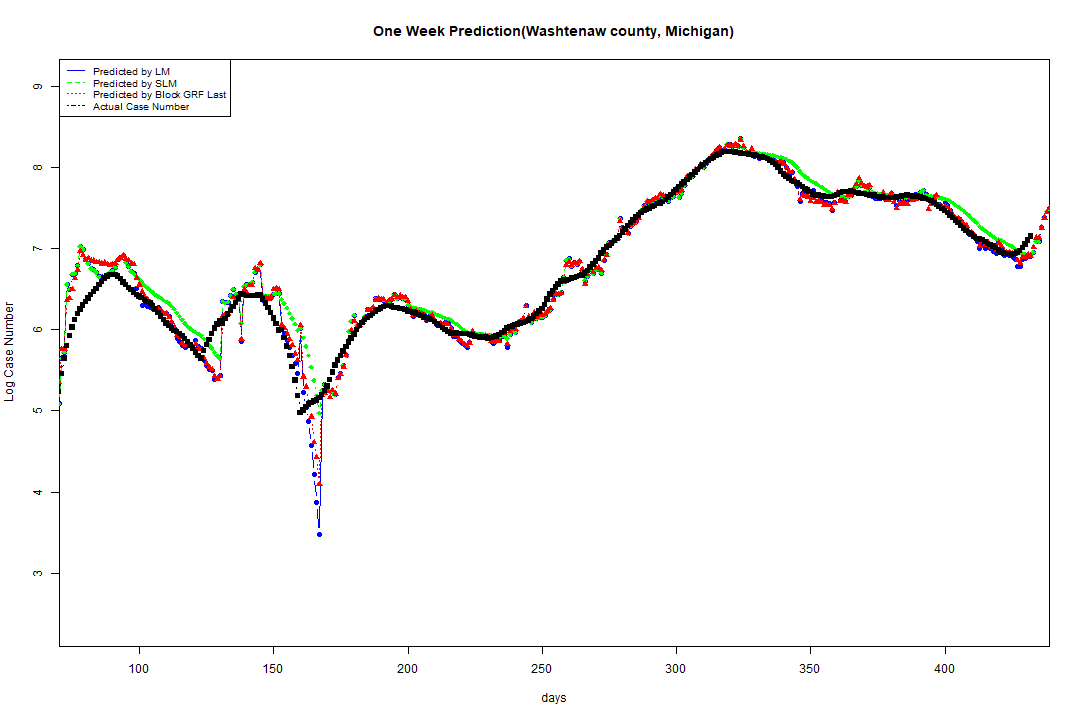 One Week Prediction(Washtenaw county, Michigan)
Predicted by LM
Predicted by SLM
Predicted by Block GRF Last
Actual Case Number
9
8
7
6
5
4
3
Log Case Number
100 150 200 250 300 350 400
days